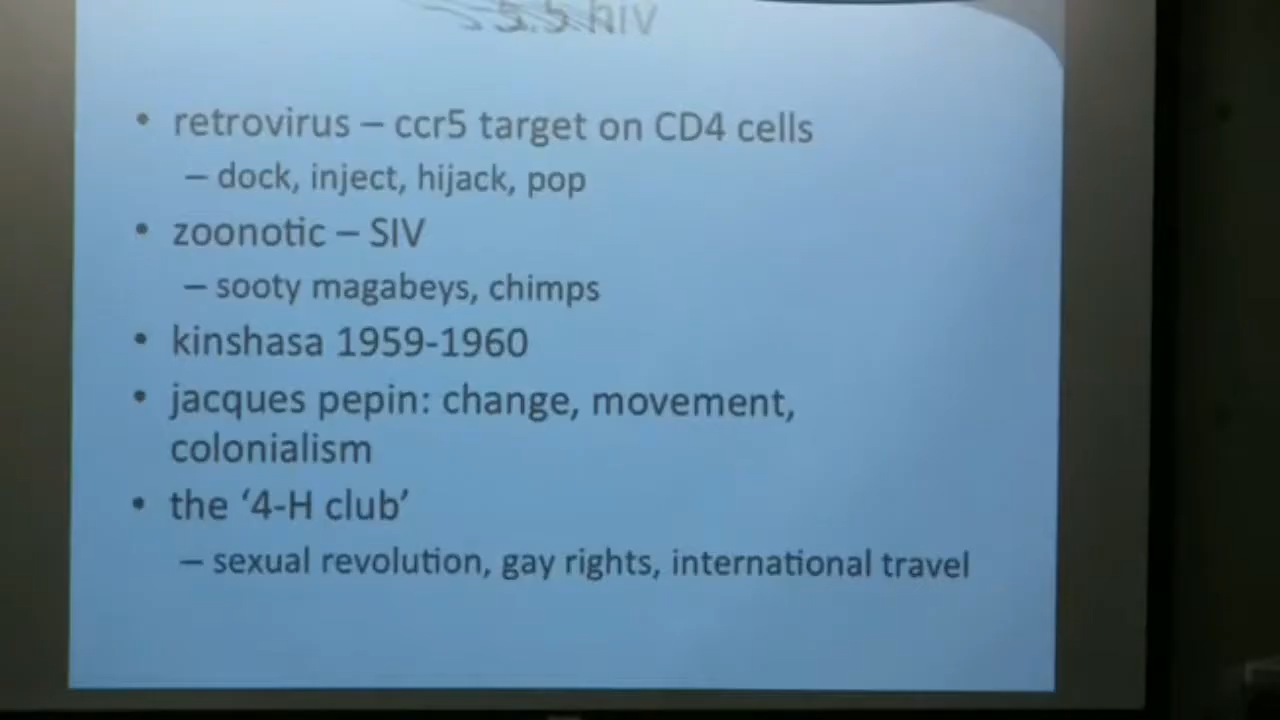 5.5 hiv
• retrovirus – ccr5 target on CD4 cells
– dock, inject, hijack, pop
• zoonotic – SIV
– sooty magabeys, chimps
• kinshasa 1959-1960
• jacques pepin: change, movement,
colonialism
• the ‘4-H club’
– sexual revolution, gay rights, international travel